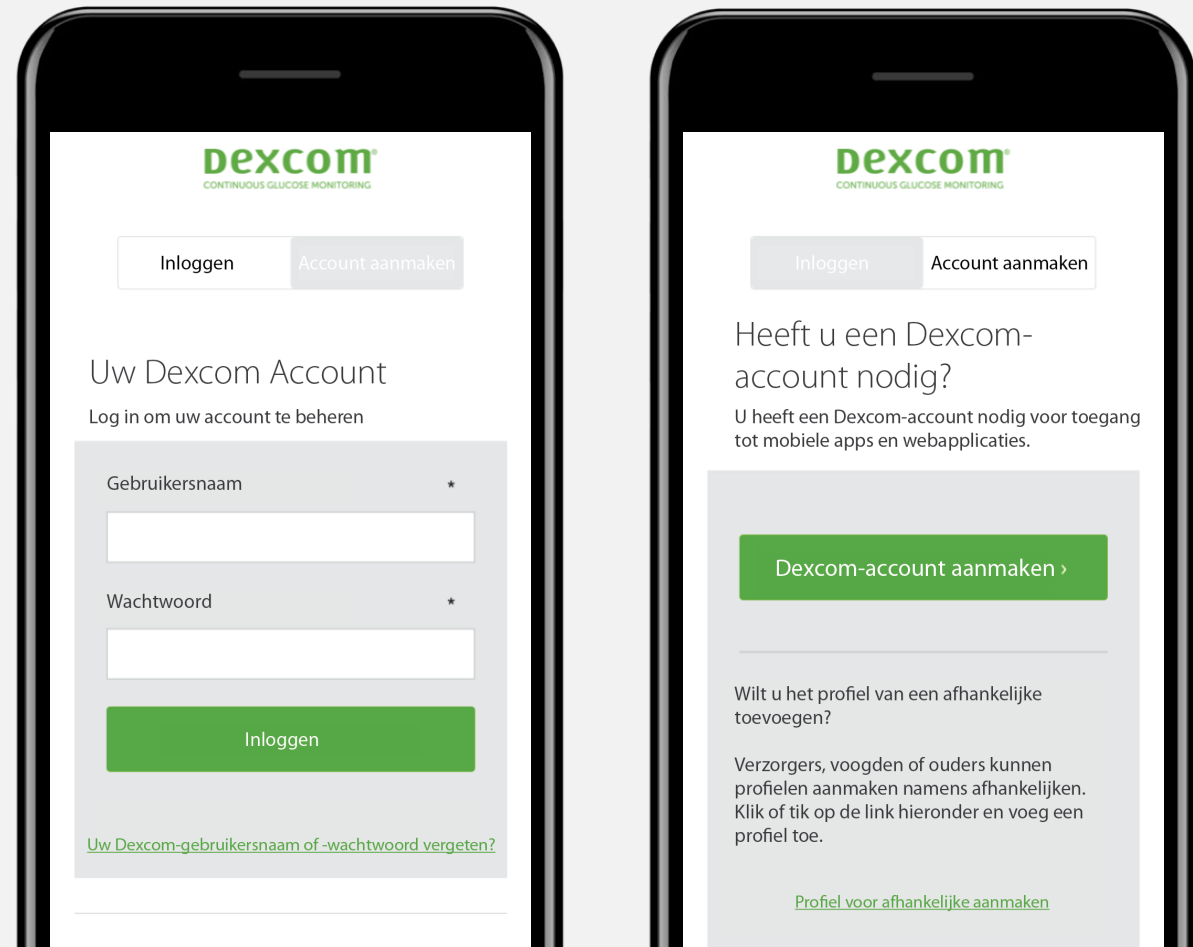 Dexcom®
CONTINUOUS GLUCOSE MONITORING
Inloggen
Account aanmaken
Uw Dexcom Account
Log in om uw account te beheren
Gebruikersnaam *
Wachtwoord *
Inloggen
Uw Dexcom-gebruikersnaam of -wachtwoord vergeten?
Dexcom®
CONTINUOUS GLUCOSE MONITORING
Inloggen
Account aanmaken
Heeft u een Dexcom-
account nodig?
U heeft een Dexcom-account nodig voor toegang
tot mobiele apps en webapplicaties.
Dexcom-account aanmaken ›
Wilt u het profiel van een afhankelijke
toevoegen?
Verzorgers, voogden of ouders kunnen
profielen aanmaken namens afhankelijken.
Klik of tik op de link hieronder en voeg een
profiel toe.
Profiel voor afhankelijke aanmaken